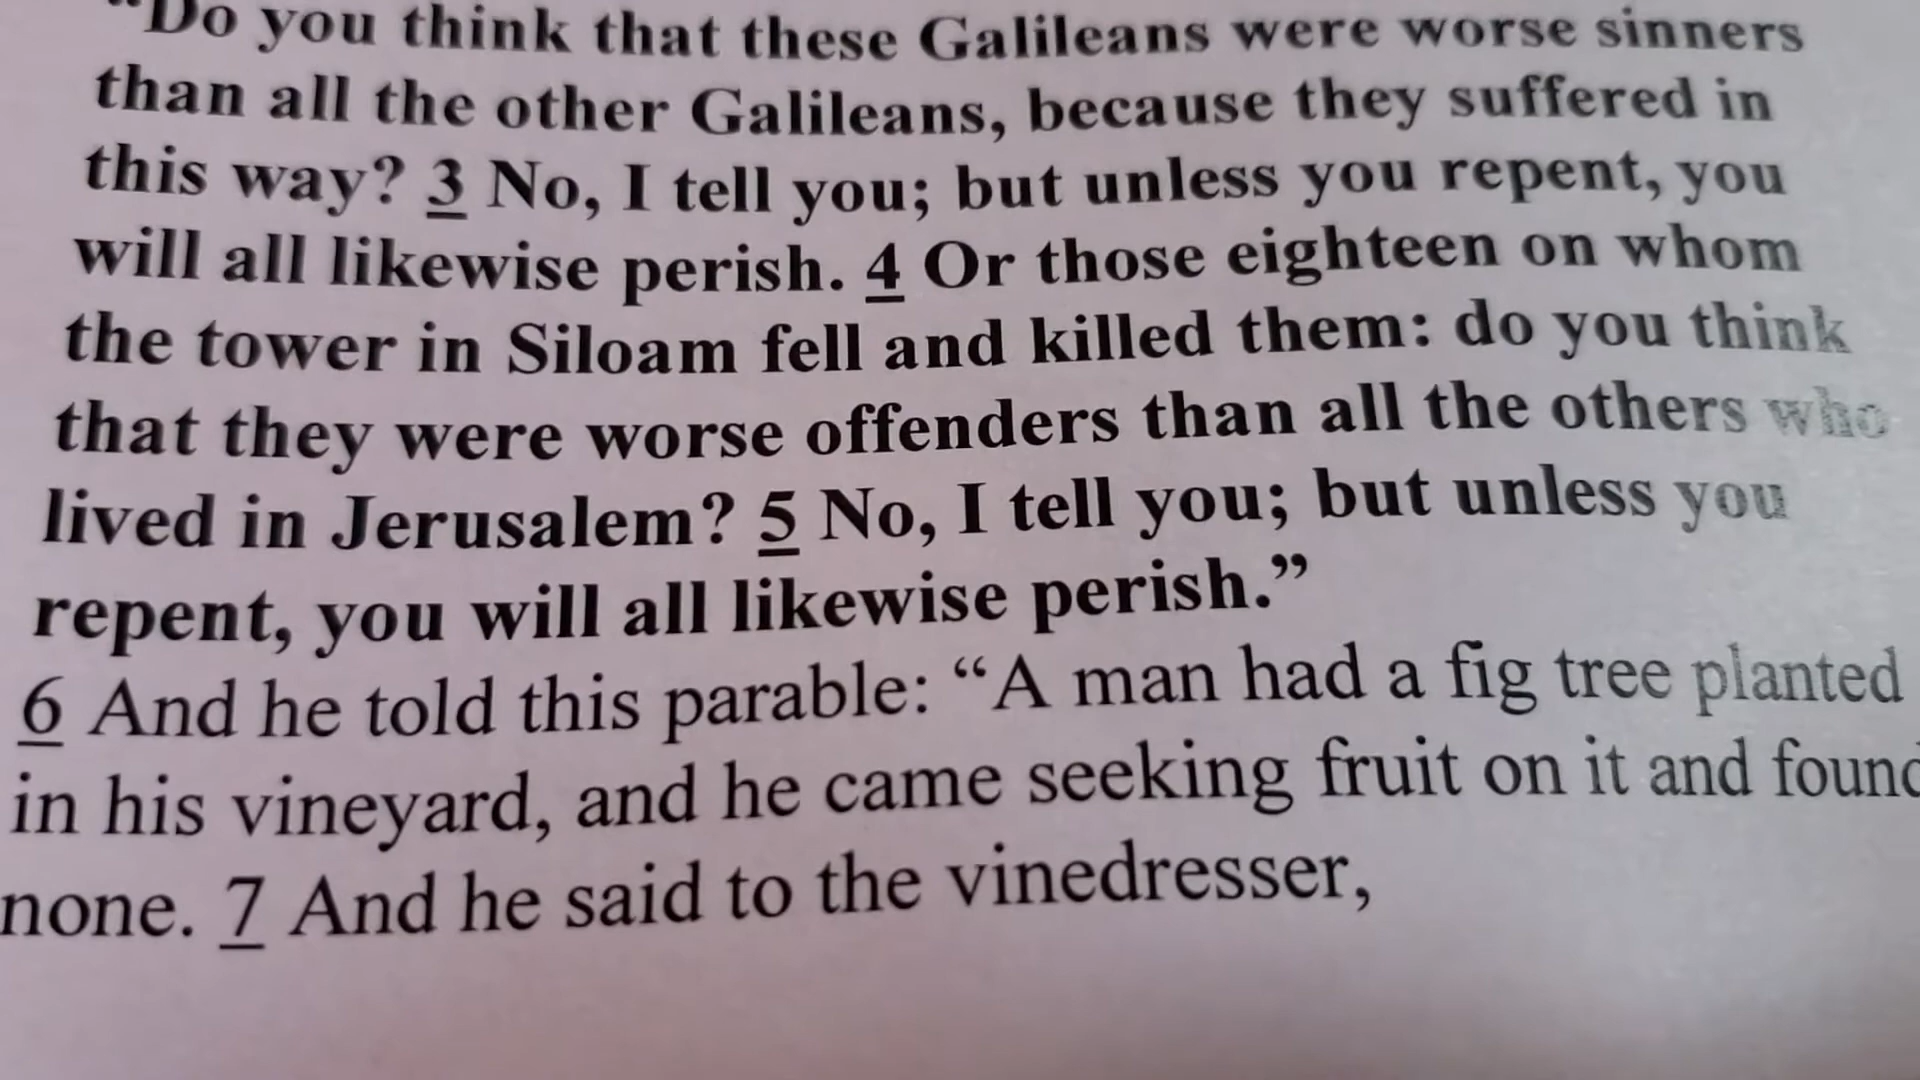 "Do you think that these Galileans were worse sinners
than all the other Galileans, because they suffered in
this way? 3 No, I tell you; but unless you repent, you
will all likewise perish. 4 Or those eighteen on whom
the tower in Siloam fell and killed them: do you think
that they were worse offenders than all the others who
lived in Jerusalem? 5 No, I tell you; but unless you
repent, you will all likewise perish.”
6 And he told this parable: “A man had a fig tree planted
in his vineyard, and he came seeking fruit on it and found
none. 7 And he said to the vinedresser,